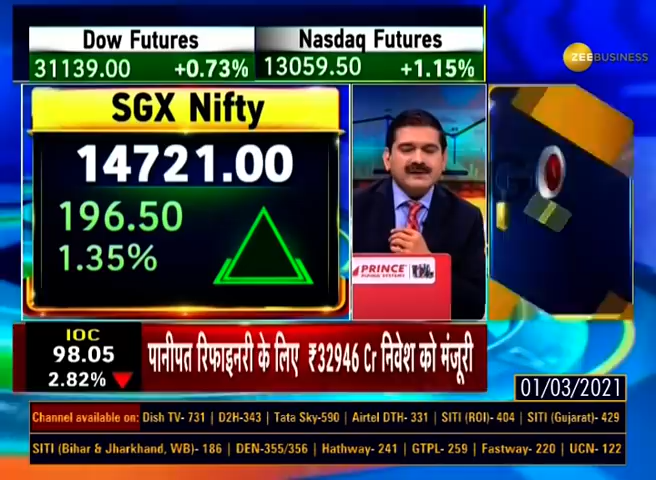 Dow Futures
31139.00 +0.73%
Nasdaq Futures
13059.50 +1.15%
ZEE BUSINESS
SGX Nifty
14721.00
196.50
1.35%
PRINCE
PIPING SYSTEMS
IOC
98.05
2.82%
पानीपत रिफाइनरी के लिए ₹32946 Cr निवेश को मंजूरी
01/03/2021
Channel available on: Dish TV- 731 | D2H-343 | Tata Sky-590 | Airtel DTH- 331 | SITI (ROI)- 404 | SITI (Gujarat)- 429
SITI (Bihar & Jharkhand, WB)- 186 | DEN-355/356 | Hathway- 241 | GTPL- 259 | Fastway- 220 | UCN- 122